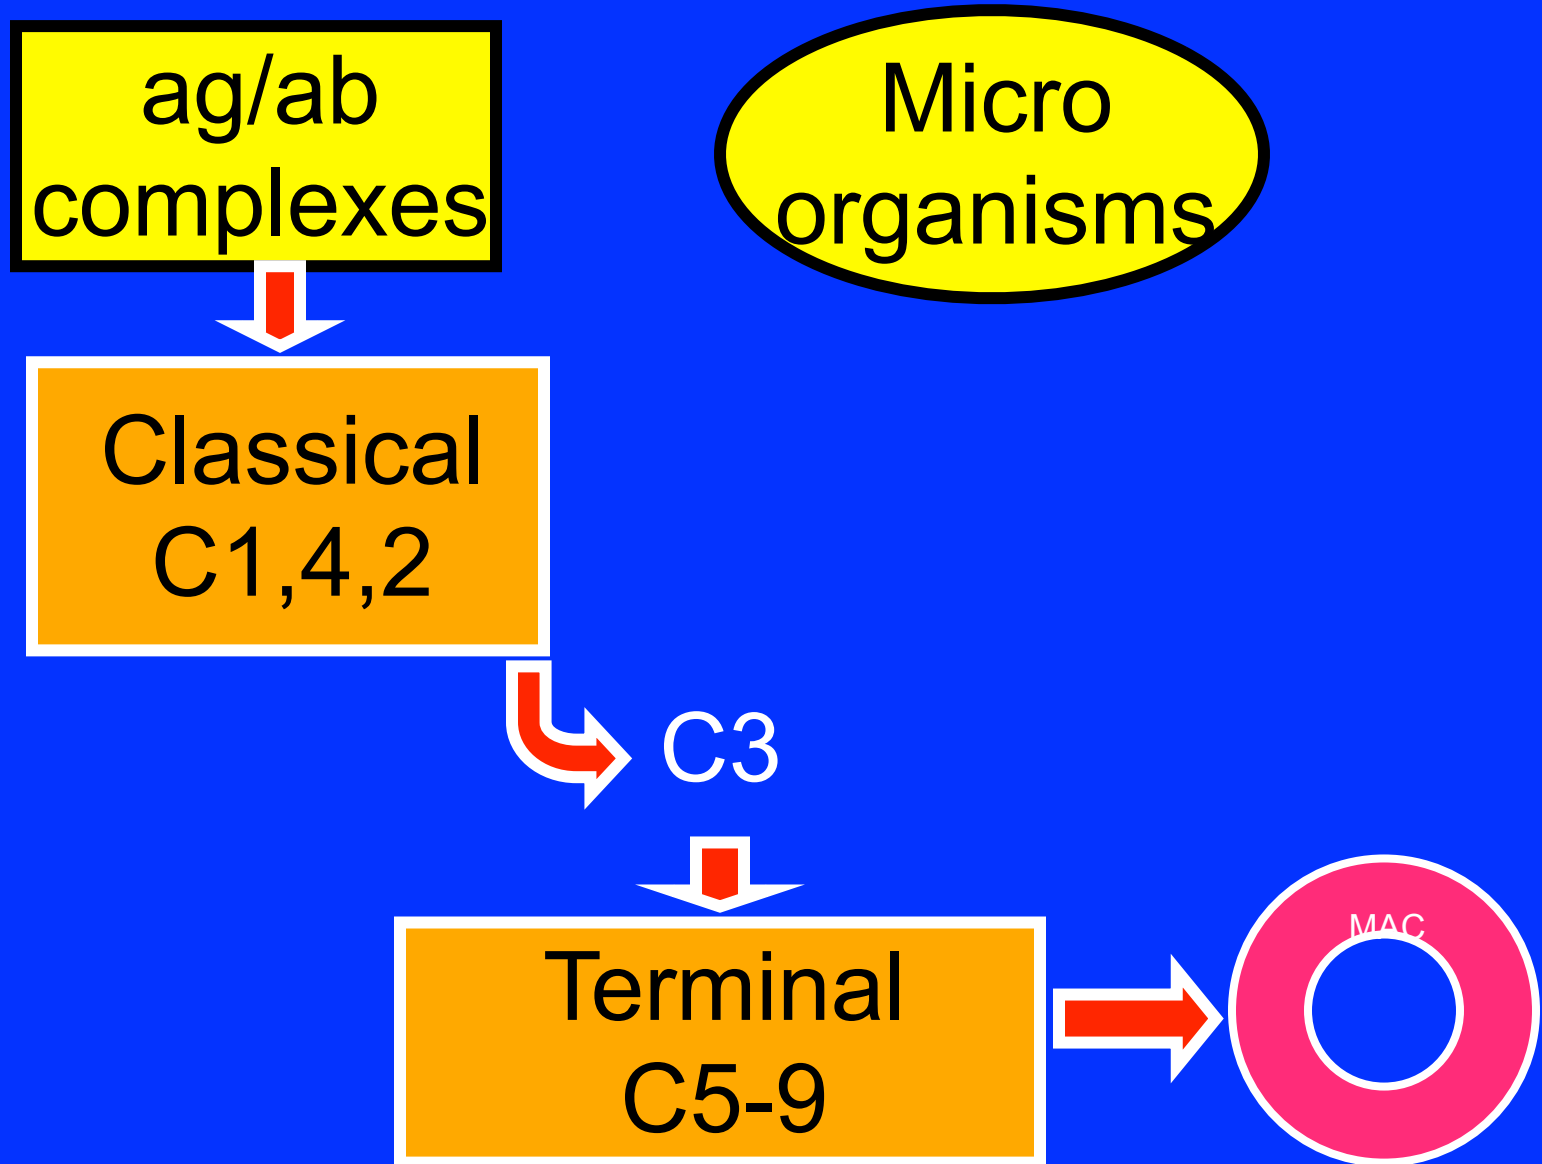 ag/ab
complexes
Micro
organisms
Classical
C1,4,2
C3
Terminal
C5-9
MAC